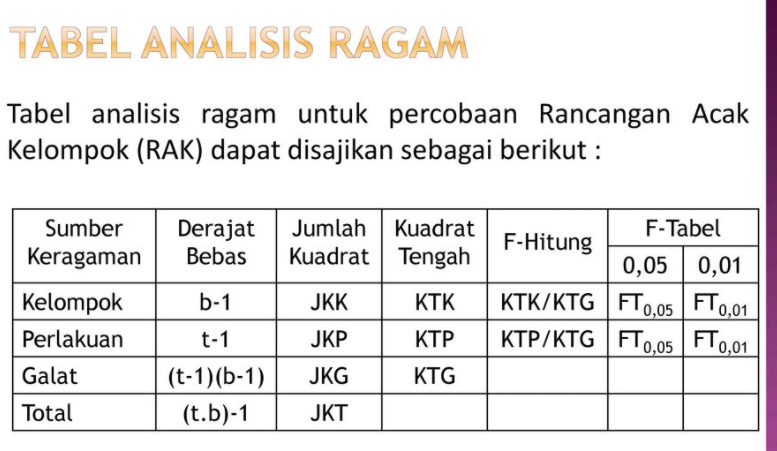 TABEL ANALISIS RAGAM
Tabel analisis ragam untuk percobaan Rancangan Acak
Kelompok (RAK) dapat disajikan sebagai berikut :
Sumber Keragaman Derajat Bebas Jumlah Kuadrat Kuadrat Tengah F-Hitung F-Tabel
0,05 0,01
Kelompok b-1 JKK KTK KTK/KTG FT0,05 FT0,01
Perlakuan t-1 JKP KTP KTP/KTG FT0,05 FT0,01
Galat (t-1)(b-1) JKG KTG
Total (t.b)-1 JKT